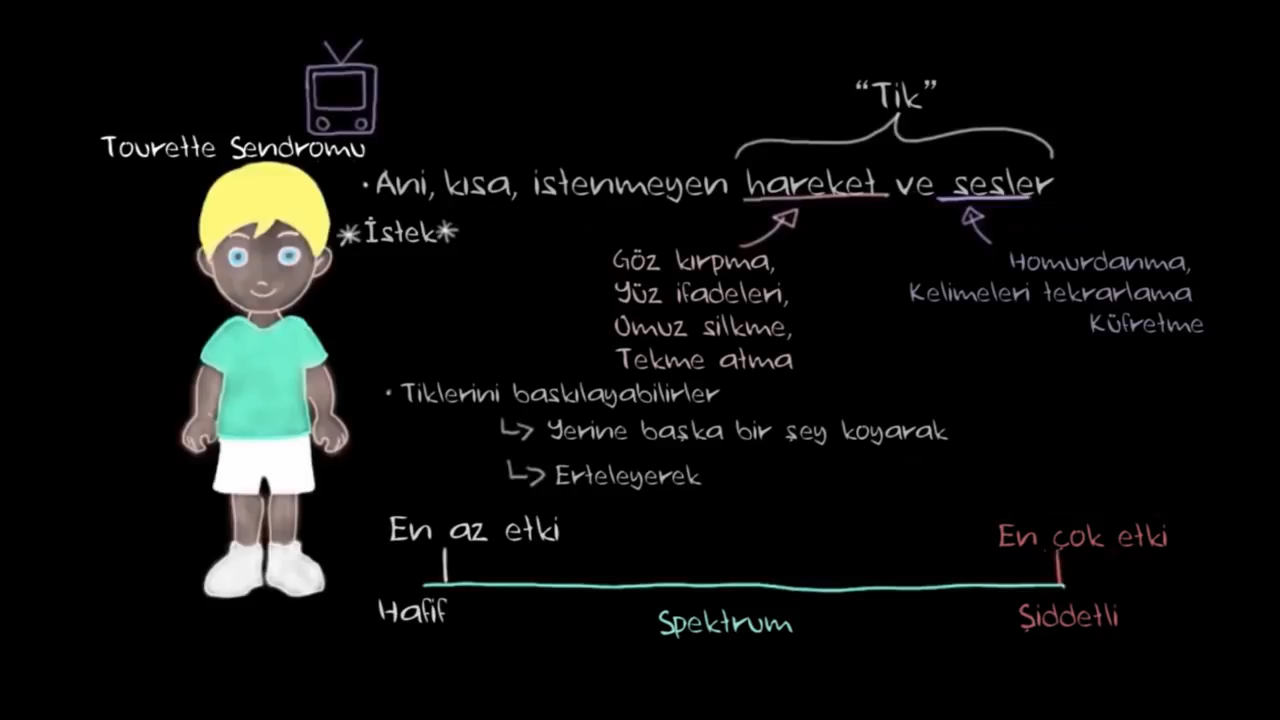 "Tik"
Tourette Sendromu
• Ani, kısa, istenmeyen hareket ve sesler
*İstek*
Göz kırpma,
Yüz ifadeleri,
Omuz silkme,
Tekme atma
Homurdanma,
Kelimeleri tekrarlama
Küfretme
• Tiklerini baskılayabilirler
Yerine başka bir şey koyarak
Erteleyerek
En az etki
En çok etki
Hafif
Spektrum
Şiddetli